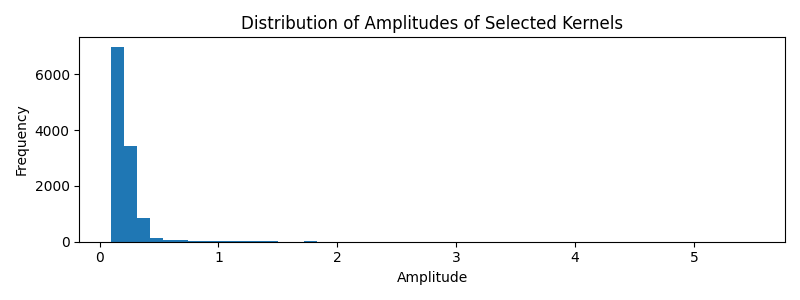 Distribution of Amplitudes of Selected Kernels
Frequency
6000
4000
2000
0
0 1 2 3 4 5
Amplitude